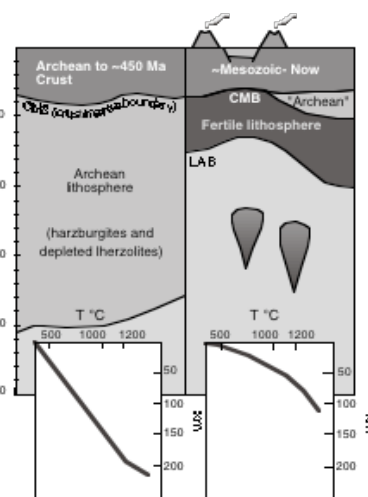 Archean to ~450 Ma
Crust
~Mesozoic- Now
CMB
"Archean"
Fertile lithosphere
LAB
Archean
lithosphere
(harzburgites and
depleted lherzolites)
T °C
500 1000 1200
50
100
150
200
T °C
500 1000 1200
50
100
150
200